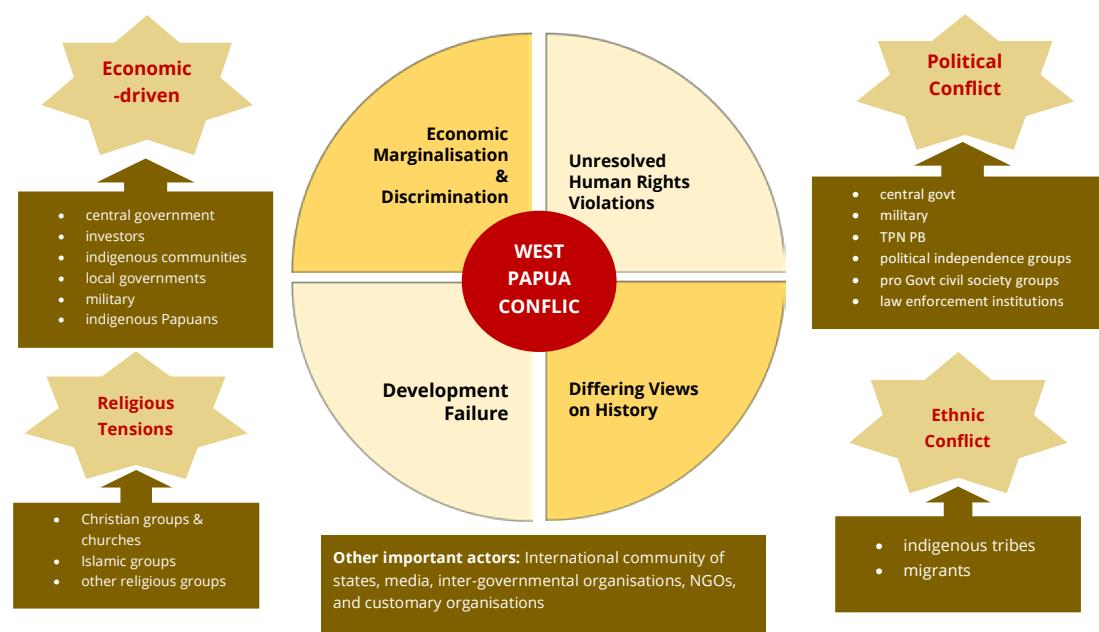 Economic
-driven
• central government
• investors
• indigenous communities
• local governments
• military
• indigenous Papuans
Religious
Tensions
• Christian groups &
churches
• Islamic groups
• other religious groups
Economic
Marginalisation
&
Discrimination
Unresolved
Human Rights
Violations
WEST
PAPUA
CONFLIC
Development
Failure
Differing Views
on History
Other important actors: International community of
states, media, inter-governmental organisations, NGOs,
and customary organisations
Political
Conflict
• central govt
• military
• TPN PB
• political independence groups
• pro Govt civil society groups
• law enforcement institutions
Ethnic
Conflict
• indigenous tribes
• migrants